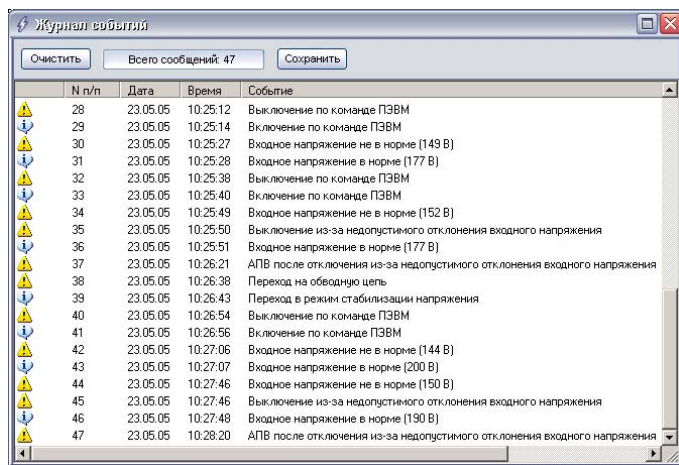 Журнал событий
Очистить Всего сообщений: 47 Сохранить
N п/п Дата Время Событие
28 23.05.05 10:25:12 Выключение по команде ПЭВМ
29 23.05.05 10:25:14 Включение по команде ПЭВМ
30 23.05.05 10:25:27 Входное напряжение не в норме (149 В)
31 23.05.05 10:25:28 Входное напряжение в норме (177 В)
32 23.05.05 10:25:38 Выключение по команде ПЭВМ
33 23.05.05 10:25:40 Включение по команде ПЭВМ
34 23.05.05 10:25:49 Входное напряжение не в норме (152 В)
35 23.05.05 10:25:50 Выключение из-за недопустимого отклонения входного напряжения
36 23.05.05 10:25:51 Входное напряжение в норме (177 В)
37 23.05.05 10:26:21 АПВ после отключения из-за недопустимого отклонения входного напряжения
38 23.05.05 10:26:38 Переход на обводную цепь
39 23.05.05 10:26:43 Переход в режим стабилизации напряжения
40 23.05.05 10:26:54 Выключение по команде ПЭВМ
41 23.05.05 10:26:56 Включение по команде ПЭВМ
42 23.05.05 10:27:06 Входное напряжение не в норме (144 В)
43 23.05.05 10:27:07 Входное напряжение в норме (200 В)
44 23.05.05 10:27:46 Входное напряжение не в норме (150 В)
45 23.05.05 10:27:46 Выключение из-за недопустимого отклонения входного напряжения
46 23.05.05 10:27:48 Входное напряжение в норме (190 В)
47 23.05.05 10:28:20 АПВ после отключения из-за недопустимого отклонения входного напряжения